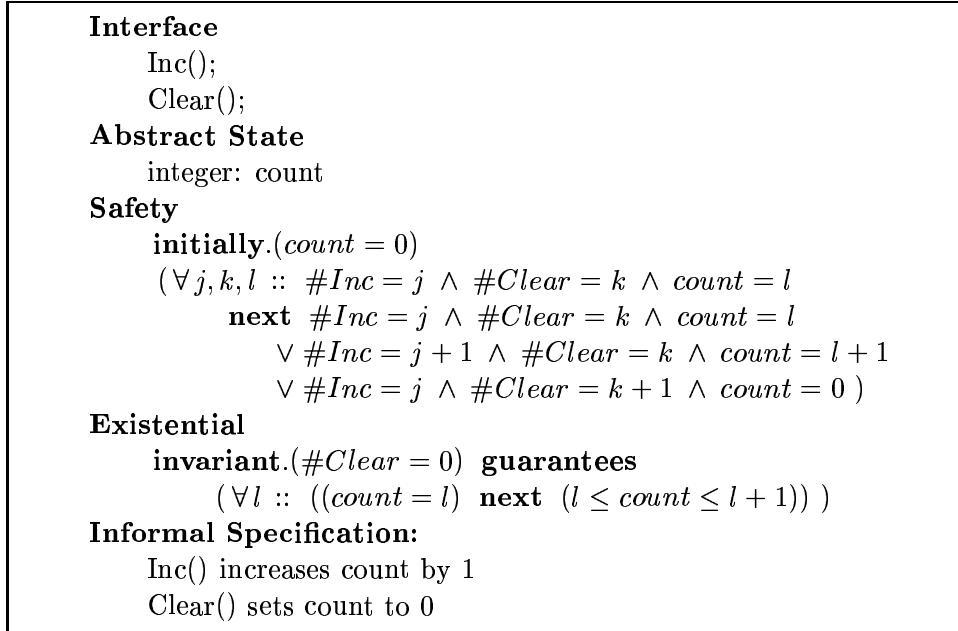 Interface
Inc();
Clear();
Abstract State
integer: count
Safety
initially.(count = 0)
( ∀ j, k, l :: #Inc = j ∧ #Clear = k ∧ count = l
next #Inc = j ∧ #Clear = k ∧ count = l
∨ #Inc = j + 1 ∧ #Clear = k ∧ count = l + 1
∨ #Inc = j ∧ #Clear = k + 1 ∧ count = 0 )
Existential
invariant.(#Clear = 0) guarantees
( ∀ l :: ((count = l) next (l ≤ count ≤ l + 1)) )
Informal Specification:
Inc() increases count by 1
Clear() sets count to 0